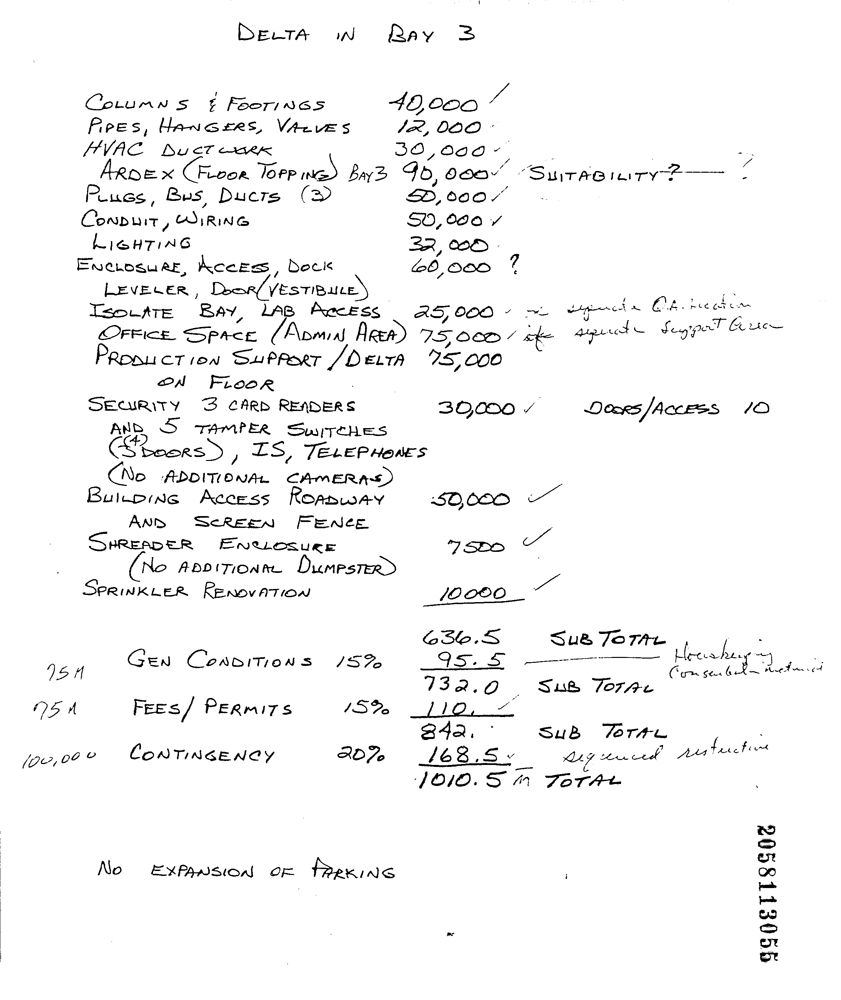 DELTA IN BAY 3
COLUMNS & FOOTINGS 40,000 ✓
PIPES, HANGERS, VALVES 12,000
HVAC DUCTWORK 30,000 ✓
ARDEX (FLOOR TOPPING) BAY 3 90,000 ✓ SUITABILITY? ?
PLUGS, BUS, DUCTS (3) 50,000 ✓
CONDUIT, WIRING 50,000 ✓
LIGHTING 32,000
ENCLOSURE, ACCESS, DOCK 60,000 ?
LEVELER, DOOR (VESTIBULE)
ISOLATE BAY, LAB ACCESS 25,000 ✓ separate Q.A. location
OFFICE SPACE (ADMIN AREA) 75,000 ✓ separate Support Area
PRODUCTION SUPPORT / DELTA 75,000
ON FLOOR
SECURITY 3 CARD READERS 30,000 ✓ DOORS/ACCESS 10
AND 5 TAMPER SWITCHES
(4)
(5 DOORS), IS, TELEPHONES
(NO ADDITIONAL CAMERAS)
BUILDING ACCESS ROADWAY 50,000 ✓
AND SCREEN FENCE
SHREADER ENCLOSURE 7500 ✓
(NO ADDITIONAL DUMPSTER)
SPRINKLER RENOVATION 10000 ✓
636.5 SUB TOTAL
75M GEN CONDITIONS 15% 95.5 Housekeeping
732.0 SUB TOTAL
75M FEES/PERMITS 15% 110. ✓
842. SUB TOTAL
100,000 CONTINGENCY 20% 168.5 ✓ sequenced restrictive
1010.5 M TOTAL
NO EXPANSION OF PARKING
2058113055